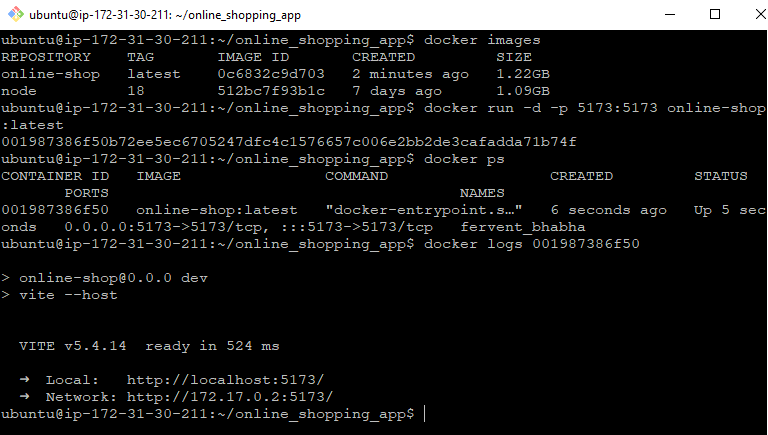 ubuntu@ip-172-31-30-211: ~/online_shopping_app
ubuntu@ip-172-31-30-211:~/online_shopping_app$ docker images
REPOSITORY    TAG       IMAGE ID       CREATED         SIZE
online-shop   latest    0c6832c9d703   2 minutes ago   1.22GB
node          18        512bc7f93b1c   7 days ago      1.09GB
ubuntu@ip-172-31-30-211:~/online_shopping_app$ docker run -d -p 5173:5173 online-shop
:latest
001987386f50b72ee5ec6705247dfc4c1576657c006e2bb2de3cafadda71b74f
ubuntu@ip-172-31-30-211:~/online_shopping_app$ docker ps
CONTAINER ID   IMAGE                COMMAND                  CREATED         STATUS
       PORTS                                       NAMES
001987386f50   online-shop:latest   "docker-entrypoint.s…"   6 seconds ago   Up 5 sec
onds   0.0.0.0:5173->5173/tcp, :::5173->5173/tcp   fervent_bhabha
ubuntu@ip-172-31-30-211:~/online_shopping_app$ docker logs 001987386f50
> online-shop@0.0.0 dev
> vite --host
  VITE v5.4.14  ready in 524 ms
  ➜  Local:   http://localhost:5173/
  ➜  Network: http://172.17.0.2:5173/
ubuntu@ip-172-31-30-211:~/online_shopping_app$